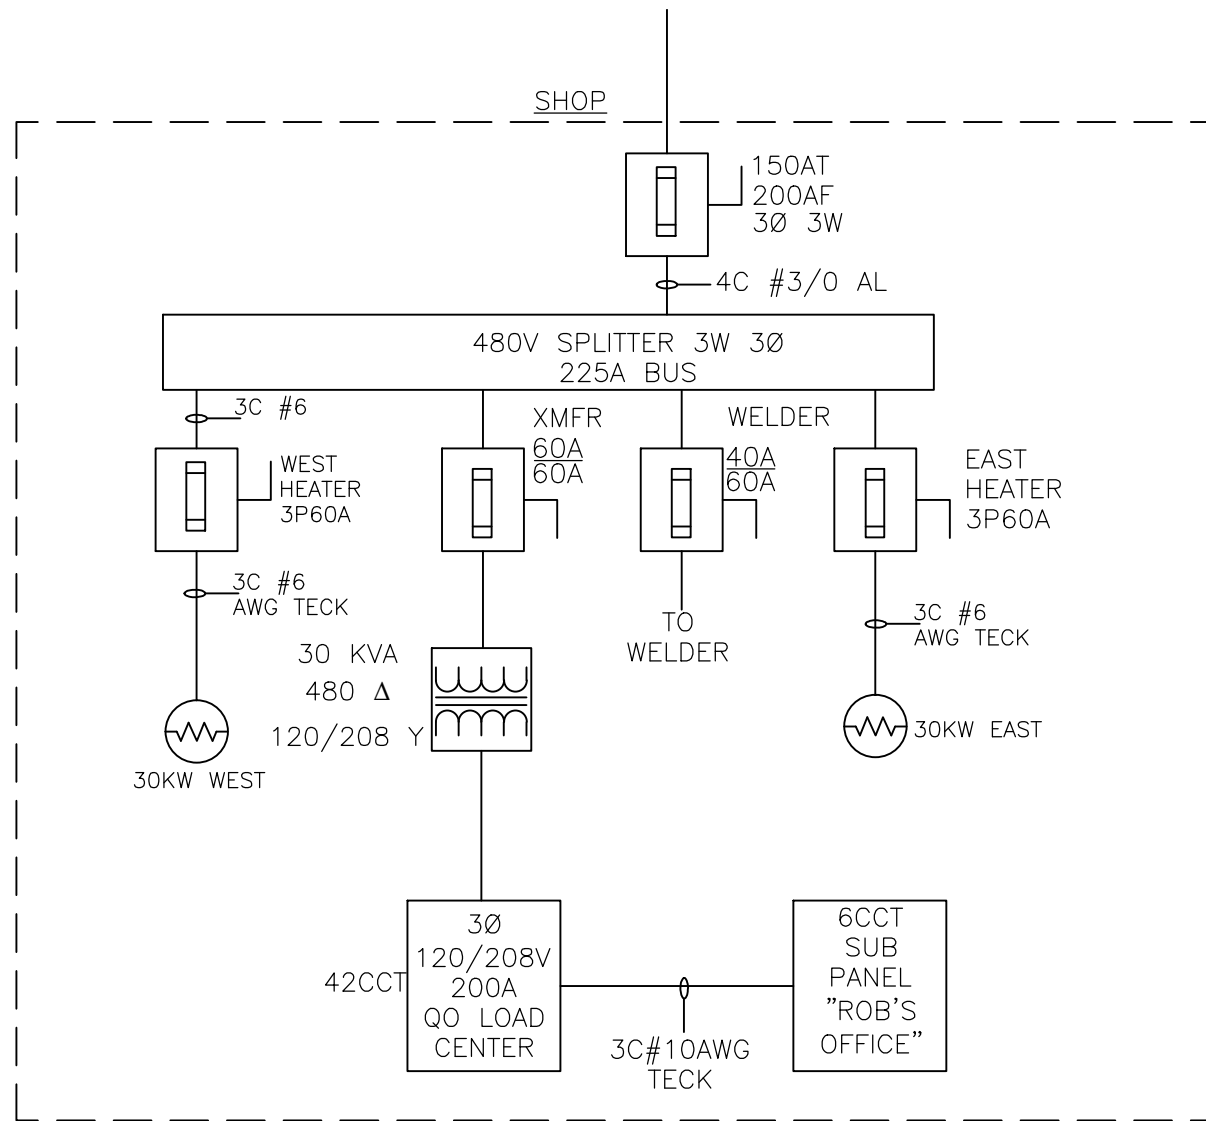 SHOP
150AT
200AF
3Ø 3W
4C #3/0 AL
480V SPLITTER 3W 3Ø
225A BUS
3C #6
WEST
HEATER
3P60A
XMFR
60A
60A
WELDER
40A
60A
EAST
HEATER
3P60A
3C #6
AWG TECK
TO
WELDER
3C #6
AWG TECK
30 KVA
480 Δ
120/208 Y
30KW WEST
30KW EAST
42CCT
3Ø
120/208V
200A
QO LOAD
CENTER
3C#10AWG
TECK
6CCT
SUB
PANEL
"ROB'S
OFFICE"